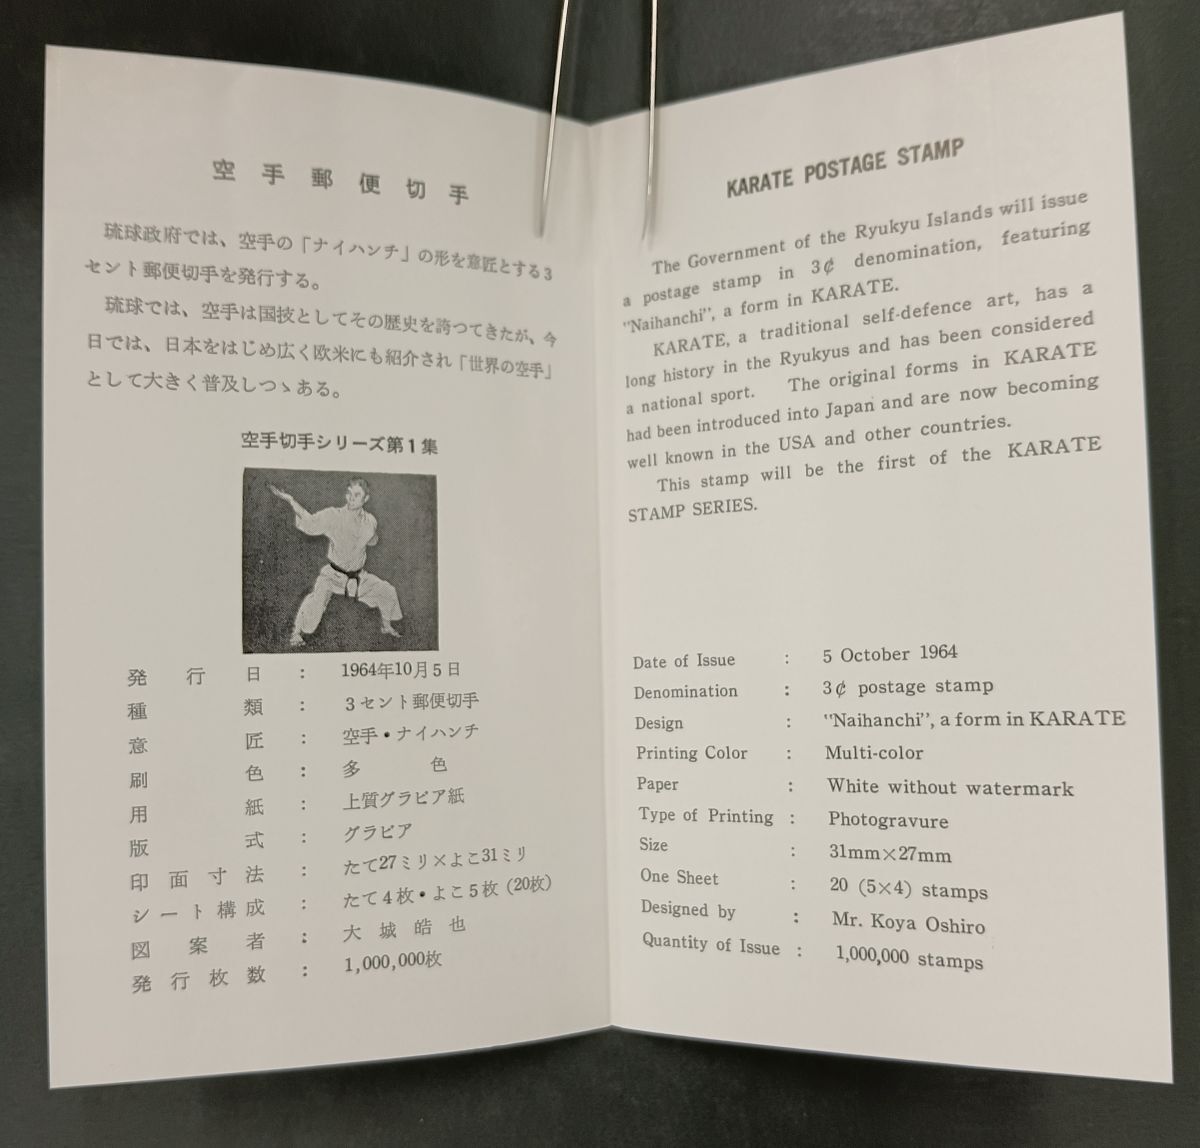 空手郵便切手
琉球政府では、空手の「ナイハンチ」の形を意匠とする3
セント郵便切手を発行する。
琉球では、空手は国技としてその歴史を誇つてきたが、今
日では、日本をはじめ広く欧米にも紹介され「世界の空手」
として大きく普及しつゝある。
空手切手シリーズ第1集
発行日 : 1964年10月5日
種類 : 3セント郵便切手
意匠 : 空手・ナイハンチ
刷色 : 多色
用紙 : 上質グラビア紙
版式 : グラビア
印面寸法 : たて27ミリ×よこ31ミリ
シート構成 : たて4枚・よこ5枚(20枚)
図案者 : 大城皓也
発行枚数 : 1,000,000枚
KARATE POSTAGE STAMP
The Government of the Ryukyu Islands will issue
a postage stamp in 3¢ denomination, featuring
"Naihanchi", a form in KARATE.
KARATE, a traditional self-defence art, has a
long history in the Ryukyus and has been considered
a national sport. The original forms in KARATE
had been introduced into Japan and are now becoming
well known in the USA and other countries.
This stamp will be the first of the KARATE
STAMP SERIES.
Date of Issue : 5 October 1964
Denomination : 3¢ postage stamp
Design : "Naihanchi", a form in KARATE
Printing Color : Multi-color
Paper : White without watermark
Type of Printing : Photogravure
Size : 31mm×27mm
One Sheet : 20 (5×4) stamps
Designed by : Mr. Koya Oshiro
Quantity of Issue : 1,000,000 stamps